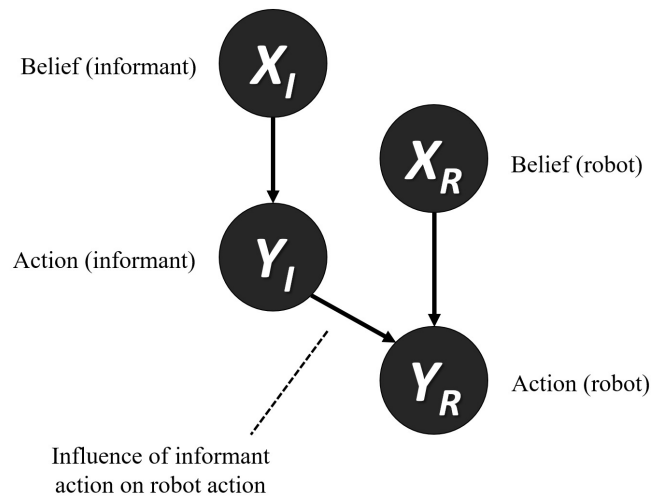 Belief (informant)
X_I
X_R
Belief (robot)
Action (informant)
Y_I
Y_R
Action (robot)
Influence of informant
action on robot action